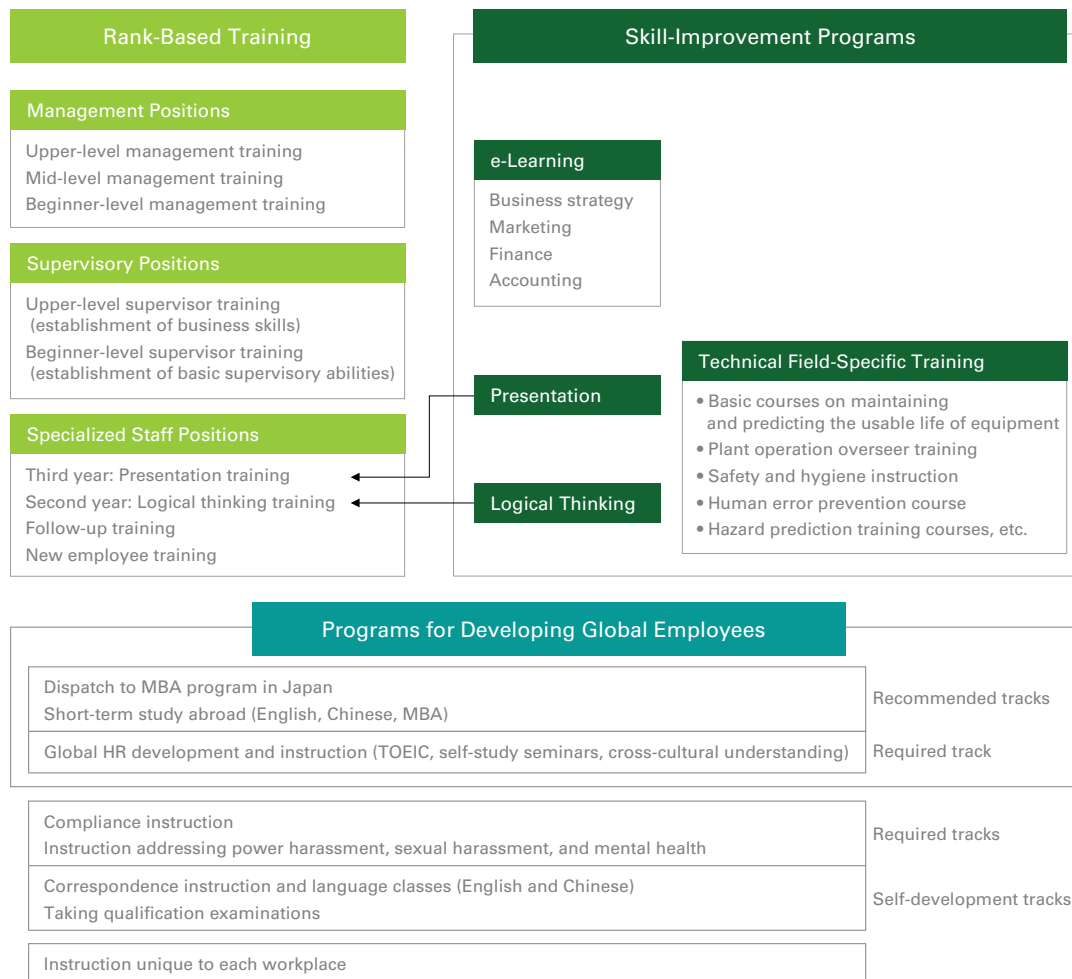 Rank-Based Training
Management Positions
Upper-level management training
Mid-level management training
Beginner-level management training
Supervisory Positions
Upper-level supervisor training
(establishment of business skills)
Beginner-level supervisor training
(establishment of basic supervisory abilities)
Specialized Staff Positions
Third year: Presentation training
Second year: Logical thinking training
Follow-up training
New employee training
Skill-Improvement Programs
e-Learning
Business strategy
Marketing
Finance
Accounting
Presentation
Logical Thinking
Technical Field-Specific Training
• Basic courses on maintaining
and predicting the usable life of equipment
• Plant operation overseer training
• Safety and hygiene instruction
• Human error prevention course
• Hazard prediction training courses, etc.
Programs for Developing Global Employees
Dispatch to MBA program in Japan
Short-term study abroad (English, Chinese, MBA)
Recommended tracks
Global HR development and instruction (TOEIC, self-study seminars, cross-cultural understanding)
Required track
Compliance instruction
Instruction addressing power harassment, sexual harassment, and mental health
Required tracks
Correspondence instruction and language classes (English and Chinese)
Taking qualification examinations
Self-development tracks
Instruction unique to each workplace